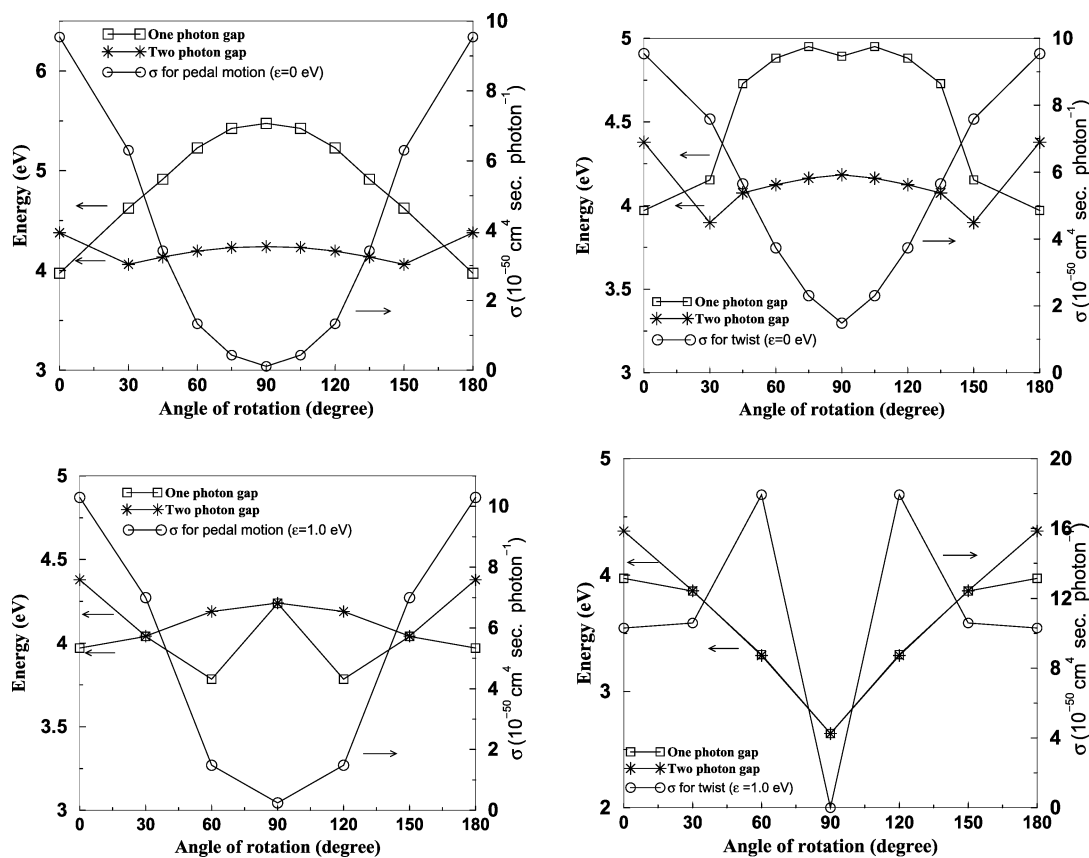 One photon gap
Two photon gap
σ for pedal motion (ε=0 eV)
Energy (eV)
3
4
5
6
0
2
4
6
8
10
σ (10⁻⁵⁰ cm⁴ sec. photon⁻¹)
0 30 60 90 120 150 180
Angle of rotation (degree)
One photon gap
Two photon gap
σ for twist (ε=0 eV)
Energy (eV)
3
3.5
4
4.5
5
0
2
4
6
8
10
σ (10⁻⁵⁰ cm⁴ sec. photon⁻¹)
0 30 60 90 120 150 180
Angle of rotation (degree)
One photon gap
Two photon gap
σ for pedal motion (ε=1.0 eV)
Energy (eV)
3
3.5
4
4.5
5
0
2
4
6
8
10
σ (10⁻⁵⁰ cm⁴ sec. photon⁻¹)
0 30 60 90 120 150 180
Angle of rotation (degree)
One photon gap
Two photon gap
σ for twist (ε =1.0 eV)
Energy (eV)
2
3
4
5
0
4
8
12
16
20
σ (10⁻⁵⁰ cm⁴ sec. photon⁻¹)
0 30 60 90 120 150 180
Angle of rotation (degree)